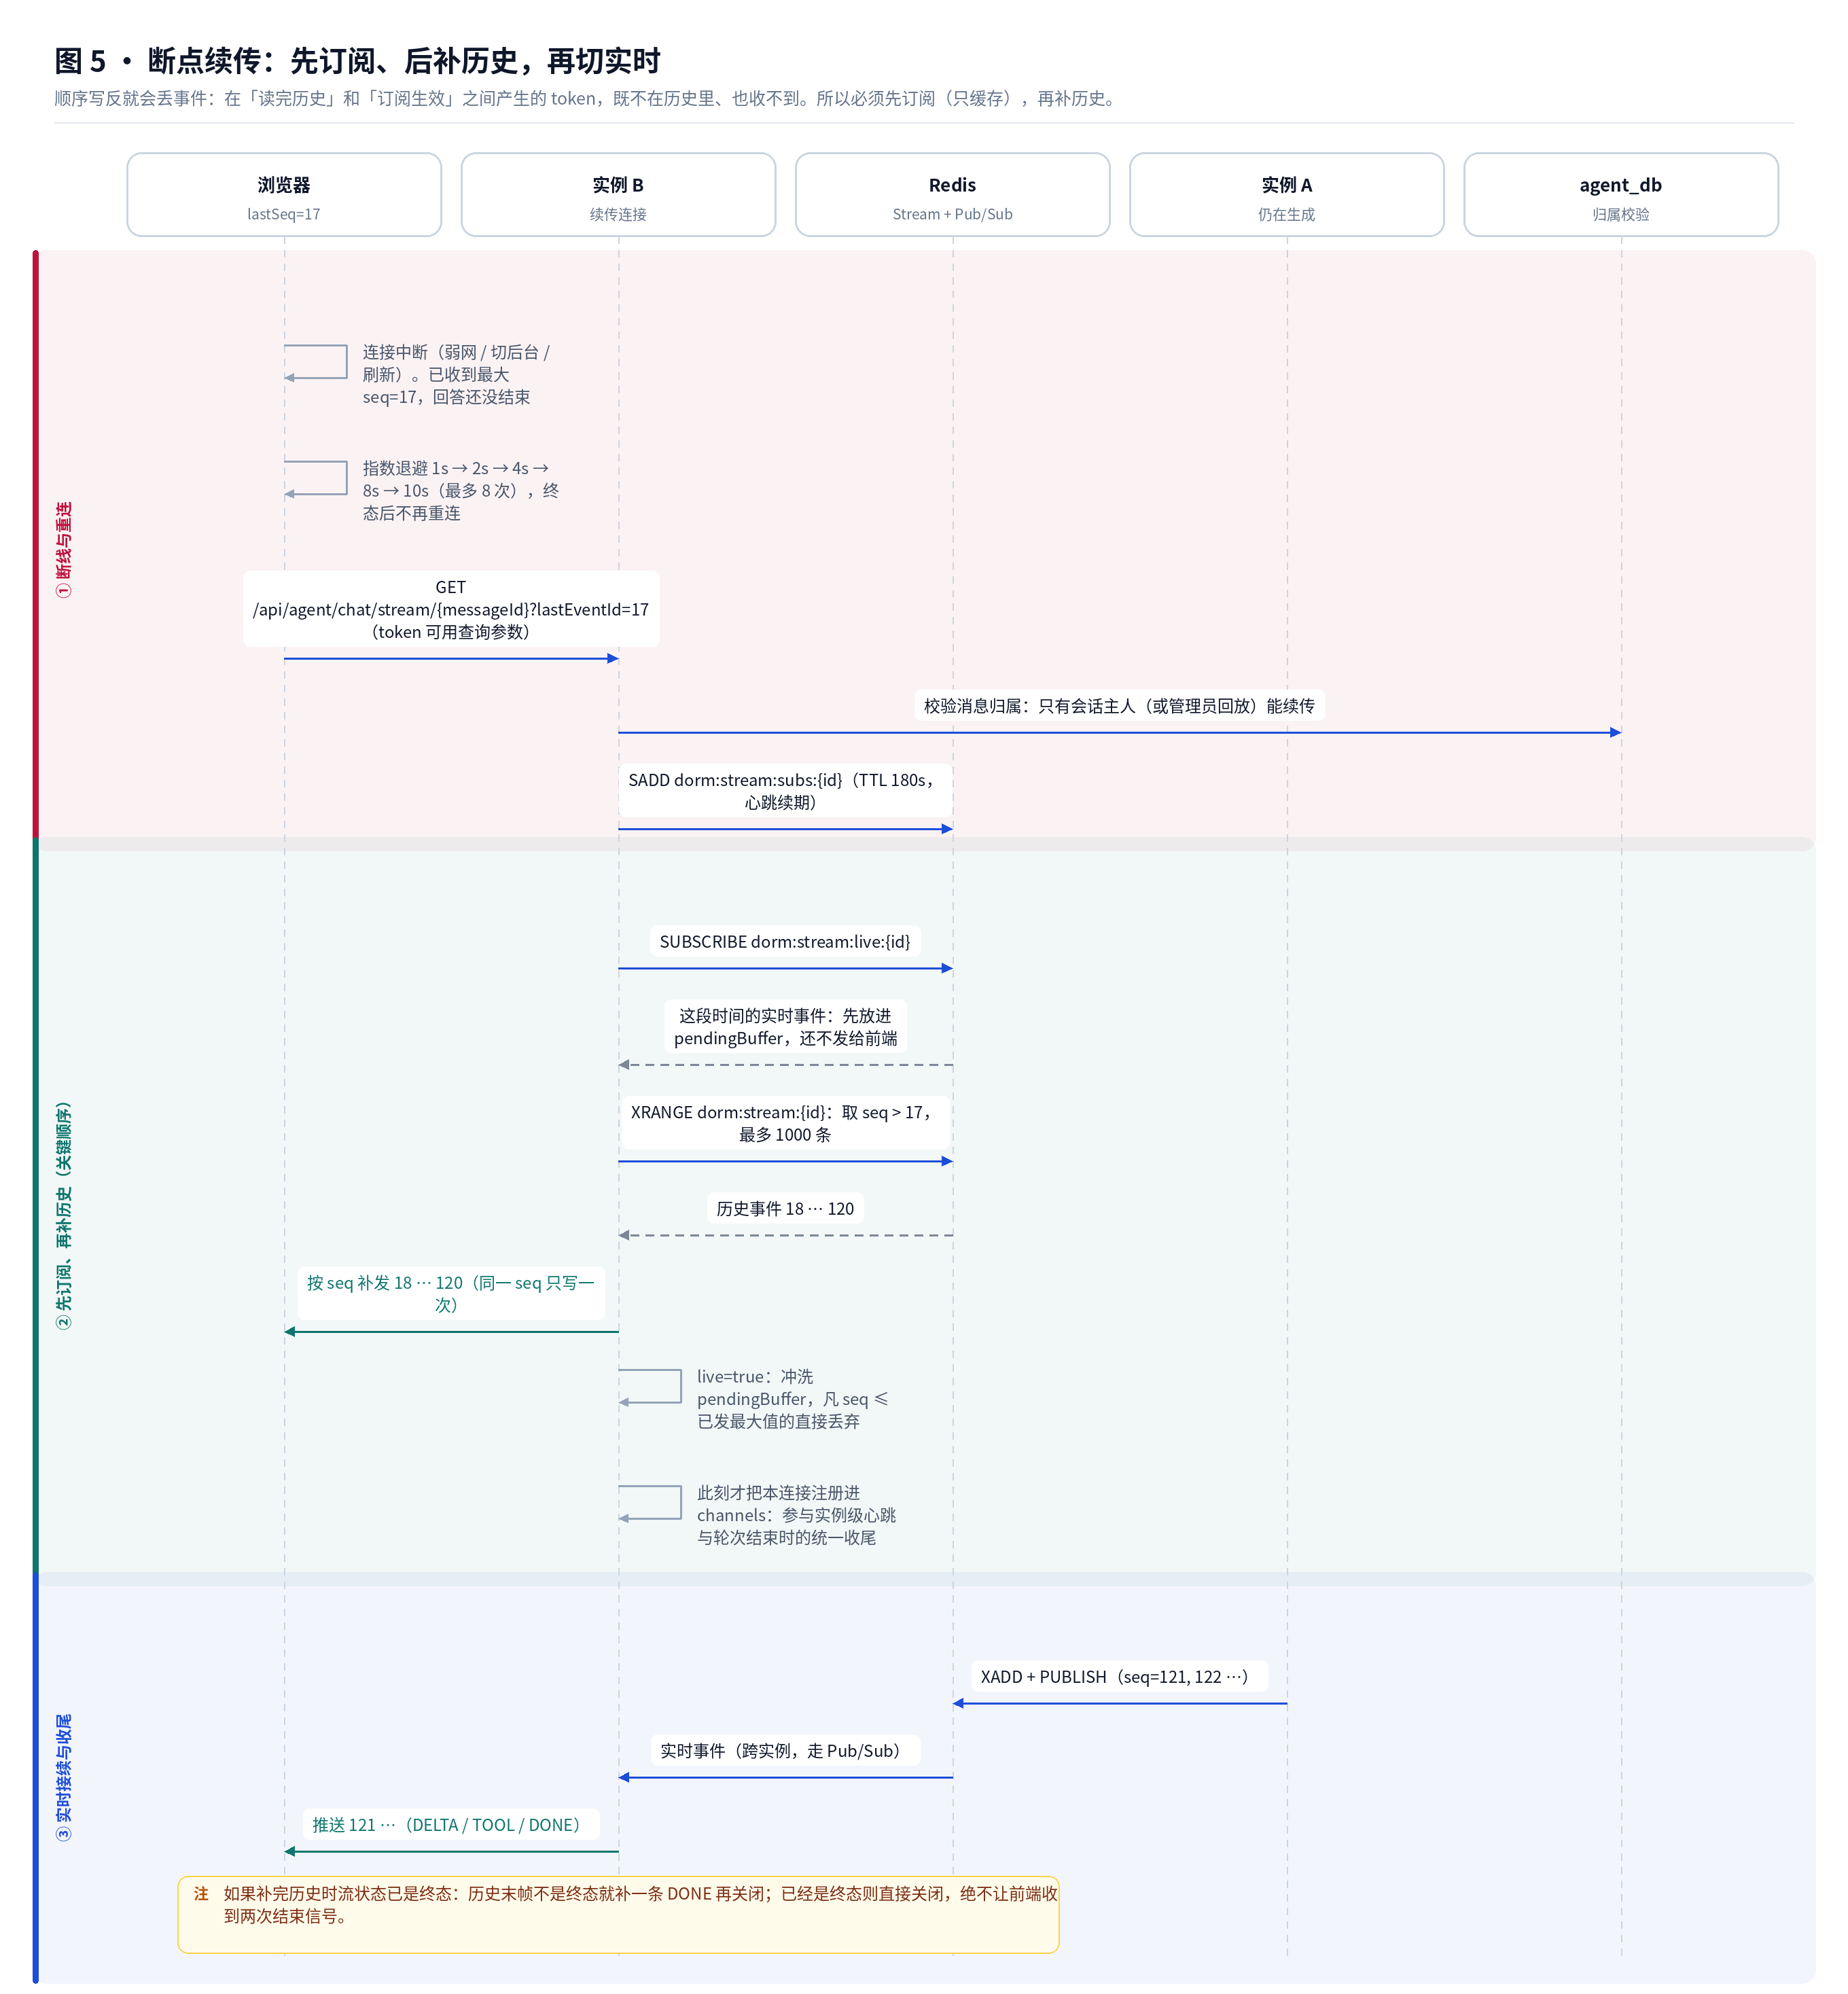 图 5 · 断点续传：先订阅、后补历史，再切实时
顺序写反就会丢事件：在「读完历史」和「订阅生效」之间产生的 token，既不在历史里、也收不到。所以必须先订阅（只缓存），再补历史。
浏览器
lastSeq=17
实例 B
续传连接
Redis
Stream + Pub/Sub
实例 A
仍在生成
agent_db
归属校验
① 断线与重连
连接中断（弱网 / 切后台 /
刷新）。已收到最大
seq=17，回答还没结束
指数退避 1s → 2s → 4s →
8s → 10s（最多 8 次），终
态后不再重连
GET
/api/agent/chat/stream/{messageId}?lastEventId=17
（token 可用查询参数）
校验消息归属：只有会话主人（或管理员回放）能续传
SADD dorm:stream:subs:{id}（TTL 180s，
心跳续期）
② 先订阅、再补历史（关键顺序）
SUBSCRIBE dorm:stream:live:{id}
这段时间的实时事件：先放进
pendingBuffer，还不发给前端
XRANGE dorm:stream:{id}：取 seq > 17，
最多 1000 条
历史事件 18 … 120
按 seq 补发 18 … 120（同一 seq 只写一
次）
live=true：冲洗
pendingBuffer，凡 seq ≤
已发最大值的直接丢弃
此刻才把本连接注册进
channels：参与实例级心跳
与轮次结束时的统一收尾
③ 实时接续与收尾
XADD + PUBLISH（seq=121, 122 …）
实时事件（跨实例，走 Pub/Sub）
推送 121 …（DELTA / TOOL / DONE）
注 如果补完历史时流状态已是终态：历史末帧不是终态就补一条 DONE 再关闭；已经是终态则直接关闭，绝不让前端收
到两次结束信号。